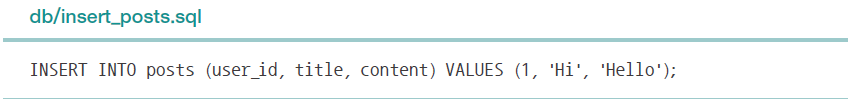 db/insert_posts.sql
INSERT INTO posts (user_id, title, content) VALUES (1, 'Hi', 'Hello');